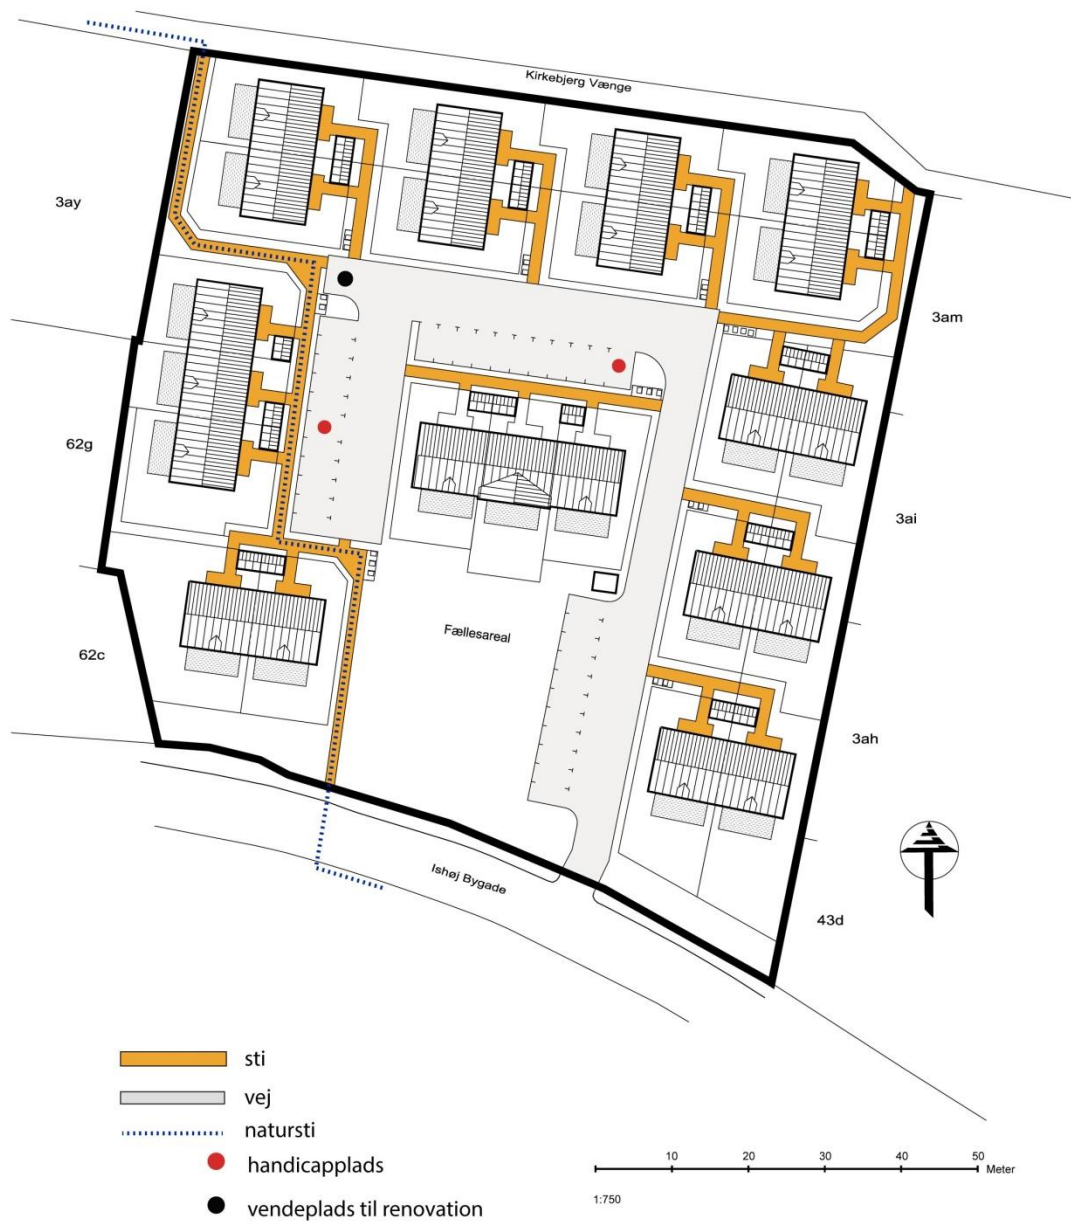 Kirkebjerg Vænge
3ay
3am
62g
3ai
Fællesareal
62c
3ah
Ishøj Bygade
43d
sti
vej
natursti
handicapplads
vendeplads til renovation
10 20 30 40 50
Meter
1:750